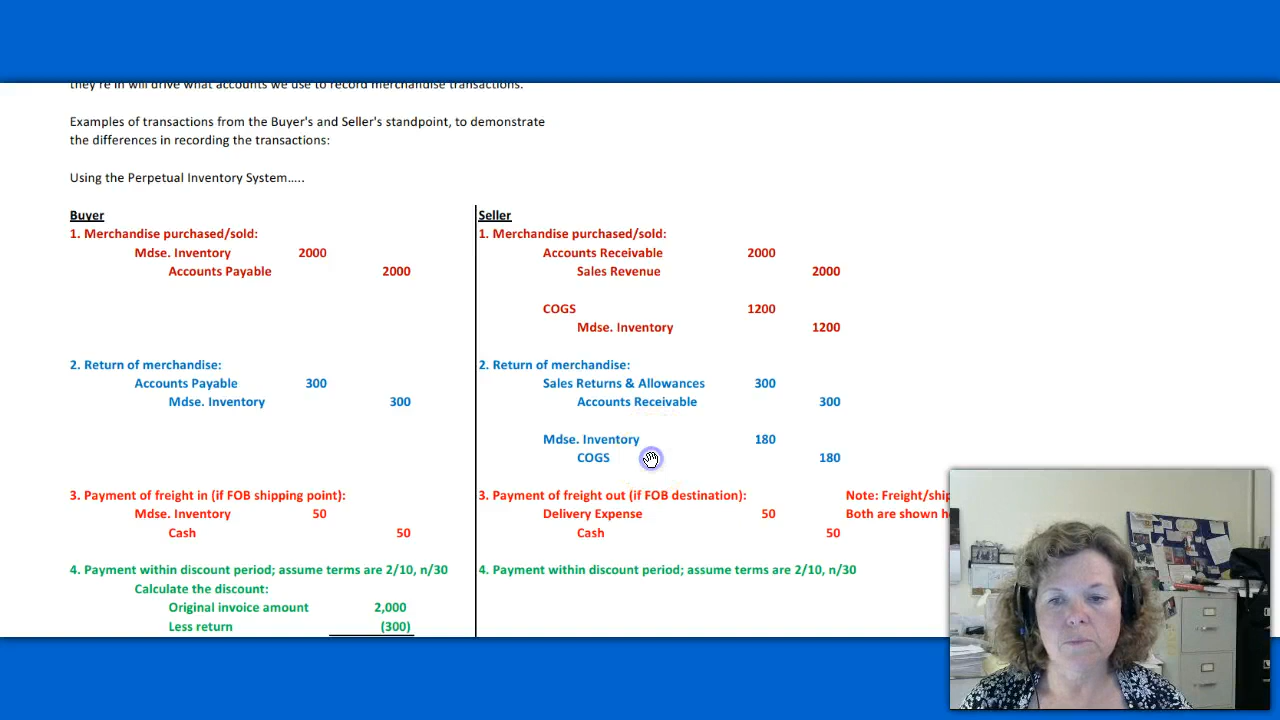 they're in will drive what accounts we use to record merchandise transactions.
Examples of transactions from the Buyer's and Seller's standpoint, to demonstrate
the differences in recording the transactions:
Using the Perpetual Inventory System…..
Buyer
1. Merchandise purchased/sold:
Mdse. Inventory 2000
Accounts Payable 2000
2. Return of merchandise:
Accounts Payable 300
Mdse. Inventory 300
3. Payment of freight in (if FOB shipping point):
Mdse. Inventory 50
Cash 50
4. Payment within discount period; assume terms are 2/10, n/30
Calculate the discount:
Original invoice amount 2,000
Less return (300)
Seller
1. Merchandise purchased/sold:
Accounts Receivable 2000
Sales Revenue 2000
COGS 1200
Mdse. Inventory 1200
2. Return of merchandise:
Sales Returns & Allowances 300
Accounts Receivable 300
Mdse. Inventory 180
COGS 180
3. Payment of freight out (if FOB destination):
Delivery Expense 50
Cash 50
4. Payment within discount period; assume terms are 2/10, n/30
Note: Freight/ship
Both are shown h